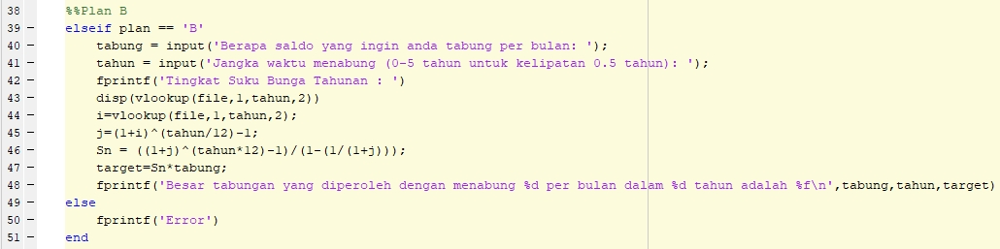 38 %%Plan B
39 - elseif plan == 'B'
40 - tabung = input('Berapa saldo yang ingin anda tabung per bulan: ');
41 - tahun = input('Jangka waktu menabung (0-5 tahun untuk kelipatan 0.5 tahun): ');
42 - fprintf('Tingkat Suku Bunga Tahunan : ')
43 - disp(vlookup(file,1,tahun,2))
44 - i=vlookup(file,1,tahun,2);
45 - j=(1+i)^(tahun/12)-1;
46 - Sn = ((1+j)^(tahun*12)-1)/(1-(1/(1+j)));
47 - target=Sn*tabung;
48 - fprintf('Besar tabungan yang diperoleh dengan menabung %d per bulan dalam %d tahun adalah %f\n',tabung,tahun,target)
49 - else
50 - fprintf('Error')
51 - end